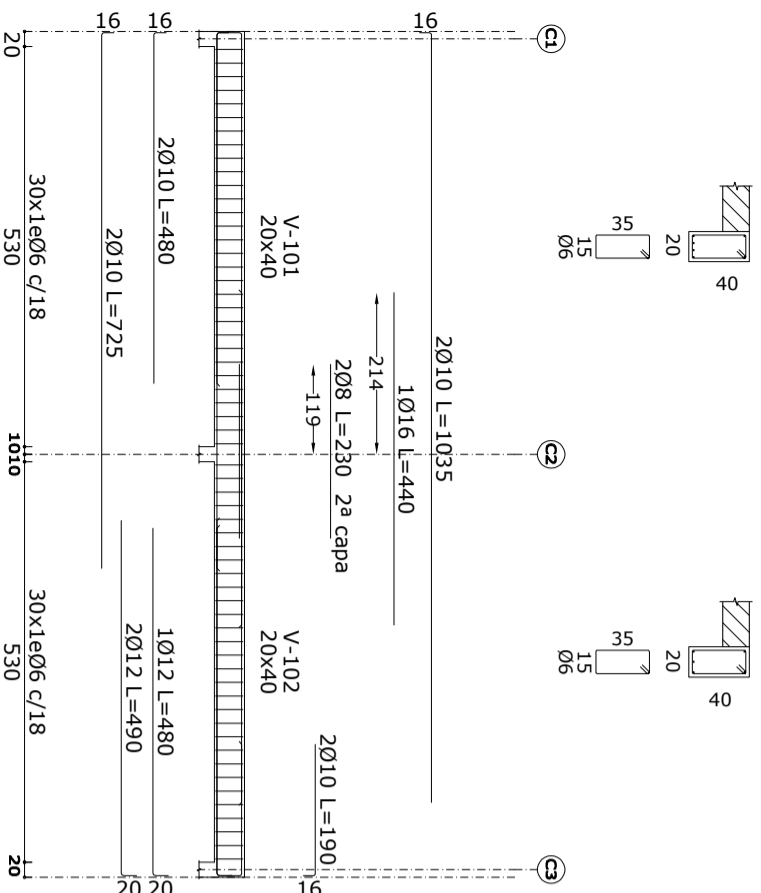 C1
C2
C3
40
20
35
15
Ø6
40
20
35
15
Ø6
16
2Ø10 L=1035
1Ø16 L=440
214
2Ø8 L=230 2ª capa
119
2Ø10 L=190
16
V-101
20x40
V-102
20x40
16
2Ø10 L=480
1Ø12 L=480
20
16
2Ø10 L=725
2Ø12 L=490
20
30x1eØ6 c/18
30x1eØ6 c/18
20
530
1010
530
20